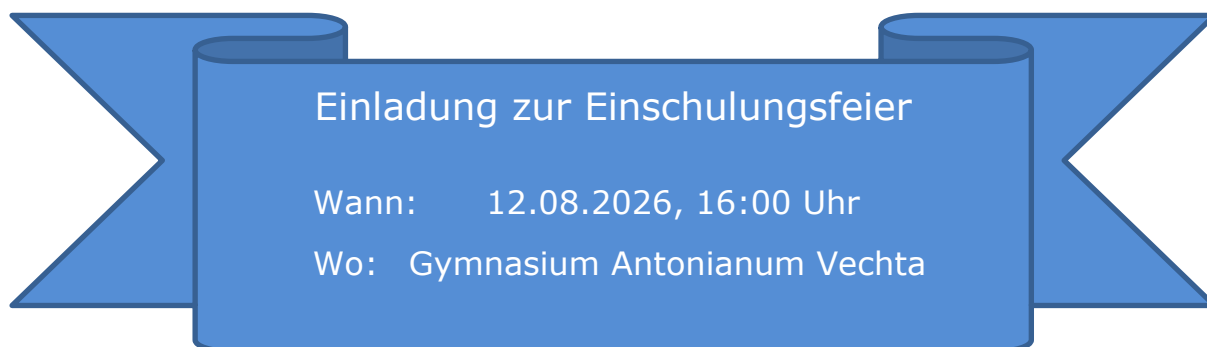 Einladung zur Einschulungsfeier
Wann: 12.08.2026, 16:00 Uhr
Wo: Gymnasium Antonianum Vechta